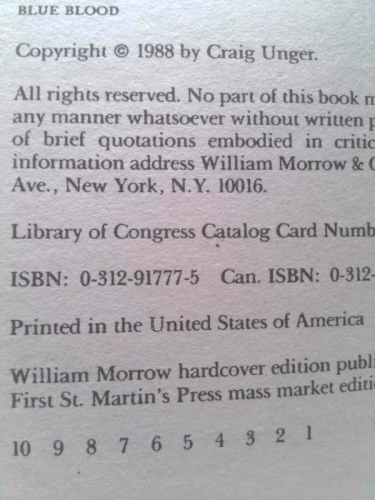 BLUE BLOOD
Copyright © 1988 by Craig Unger.
All rights reserved. No part of this book
any manner whatsoever without written
of brief quotations embodied in
information address William Morrow &
Ave., New York, N.Y. 10016.
Library of Congress Catalog Card
ISBN: 0-312-91777-5 Can. ISBN: 0-312-
Printed in the United States of America
William Morrow hardcover edition
First St. Martin's Press mass market
10 9 8 7 6 5 4 3 2 1